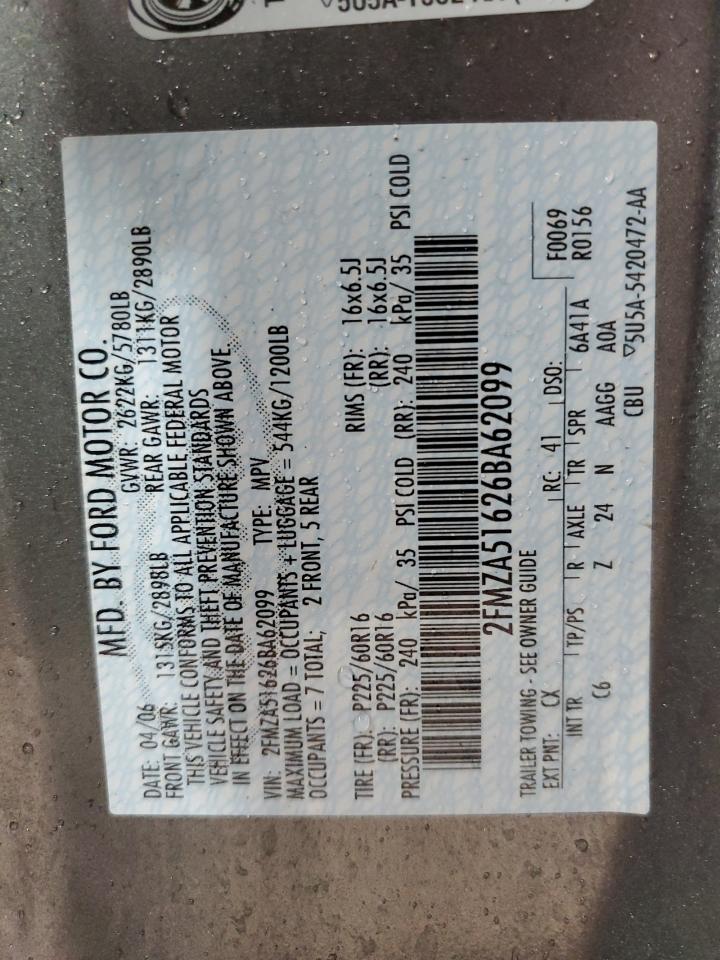 MFD. BY FORD MOTOR CO.
DATE: 04/06 GVWR: 2622KG/5780LB
FRONT GAWR: 1315KG/2898LB REAR GAWR: 1311KG/2890LB
THIS VEHICLE CONFORMS TO ALL APPLICABLE FEDERAL MOTOR
VEHICLE SAFETY AND THEFT PREVENTION STANDARDS
IN EFFECT ON THE DATE OF MANUFACTURE SHOWN ABOVE.
VIN: 2FMZA51626BA62099 TYPE: MPV
MAXIMUM LOAD = OCCUPANTS + LUGGAGE = 544KG/1200LB
OCCUPANTS = 7 TOTAL; 2 FRONT, 5 REAR
TIRE (FR): P225/60R16 RIMS (FR): 16x6.5J
(RR): P225/60R16 (RR): 16x6.5J
PRESSURE (FR): 240 kPa/ 35 PSI COLD (RR): 240 kPa/ 35 PSI COLD
2FMZA51626BA62099
TRAILER TOWING - SEE OWNER GUIDE
EXT PNT: CX RC: 41 DSO: F0069
INT TR TP/PS R AXLE TR SPR 6A41A R0156
C6 Z 24 N AAGG A0A
CBU ▽5U5A-5420472-AA